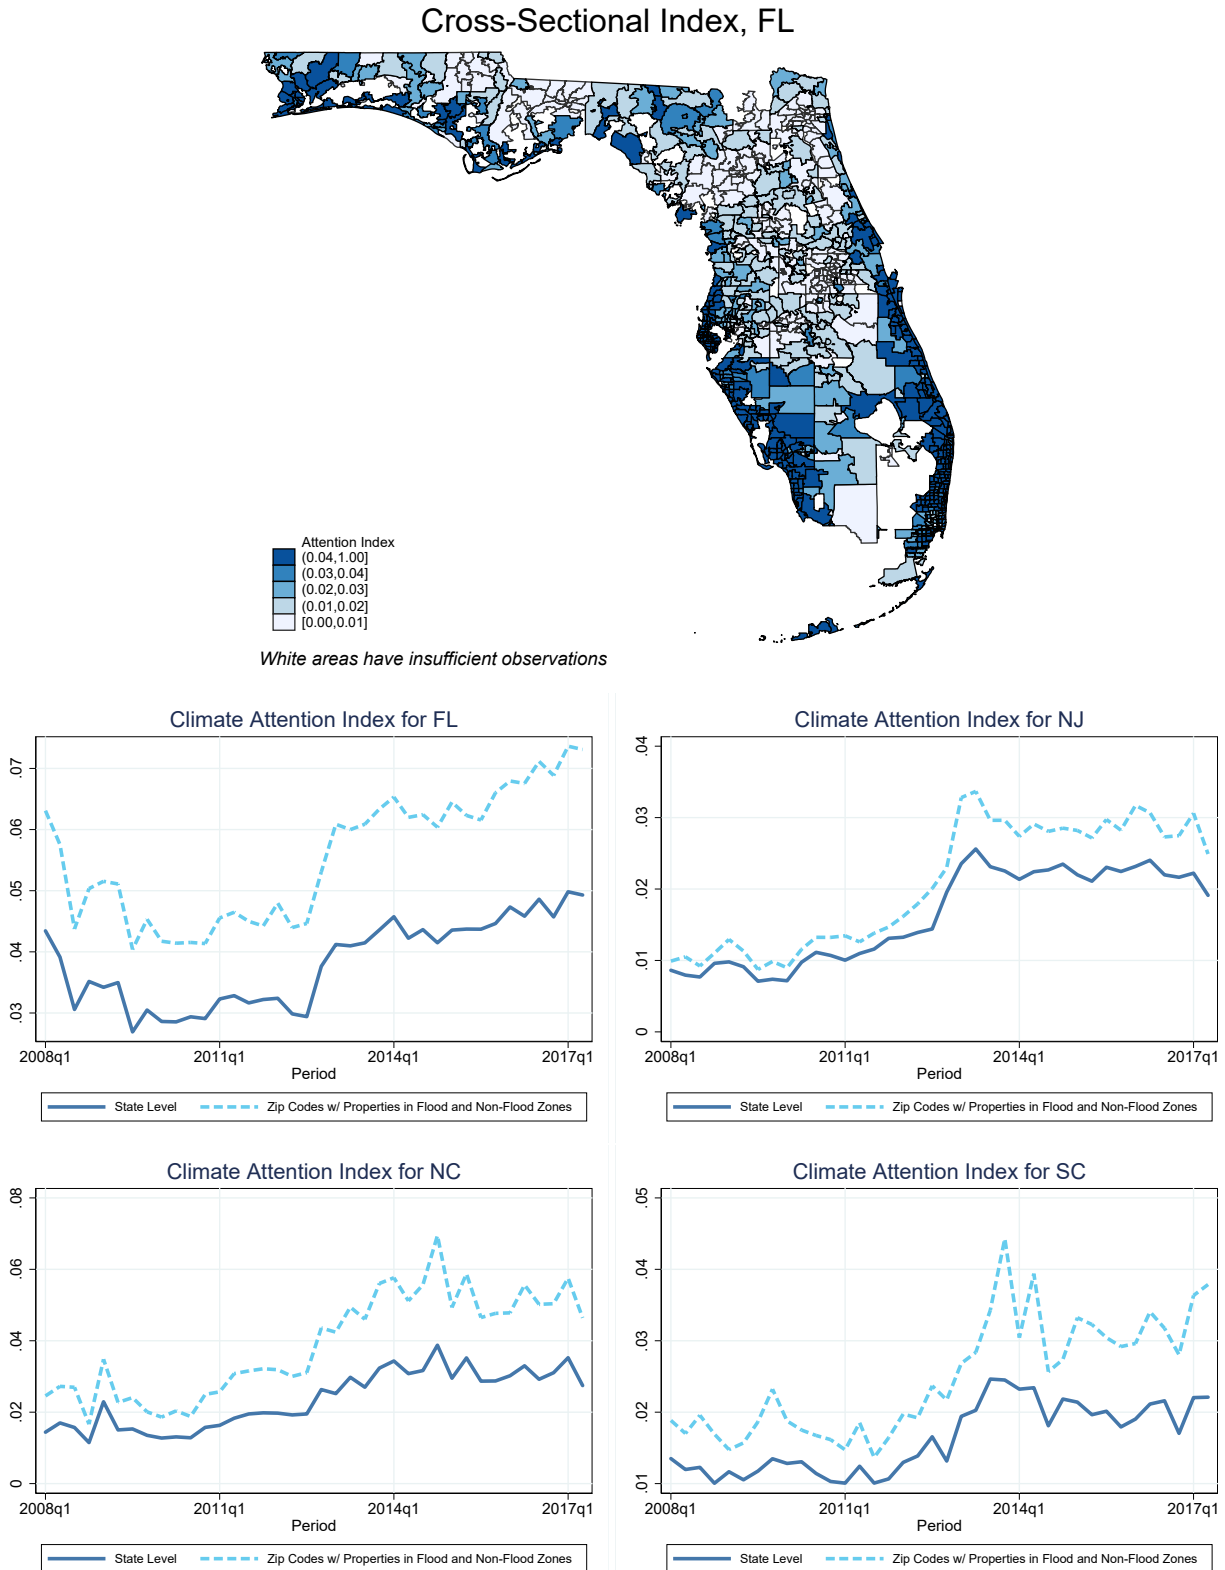 Cross-Sectional Index, FL
Attention Index
(0.04,1.00]
(0.03,0.04]
(0.02,0.03]
(0.01,0.02]
[0.00,0.01]
White areas have insufficient observations
Climate Attention Index for FL
.07
.06
.05
.04
.03
2008q1 2011q1 2014q1 2017q1
Period
State Level Zip Codes w/ Properties in Flood and Non-Flood Zones
Climate Attention Index for NJ
.04
.03
.02
.01
0
2008q1 2011q1 2014q1 2017q1
Period
State Level Zip Codes w/ Properties in Flood and Non-Flood Zones
Climate Attention Index for NC
.08
.06
.04
.02
0
2008q1 2011q1 2014q1 2017q1
Period
State Level Zip Codes w/ Properties in Flood and Non-Flood Zones
Climate Attention Index for SC
.05
.04
.03
.02
.01
2008q1 2011q1 2014q1 2017q1
Period
State Level Zip Codes w/ Properties in Flood and Non-Flood Zones